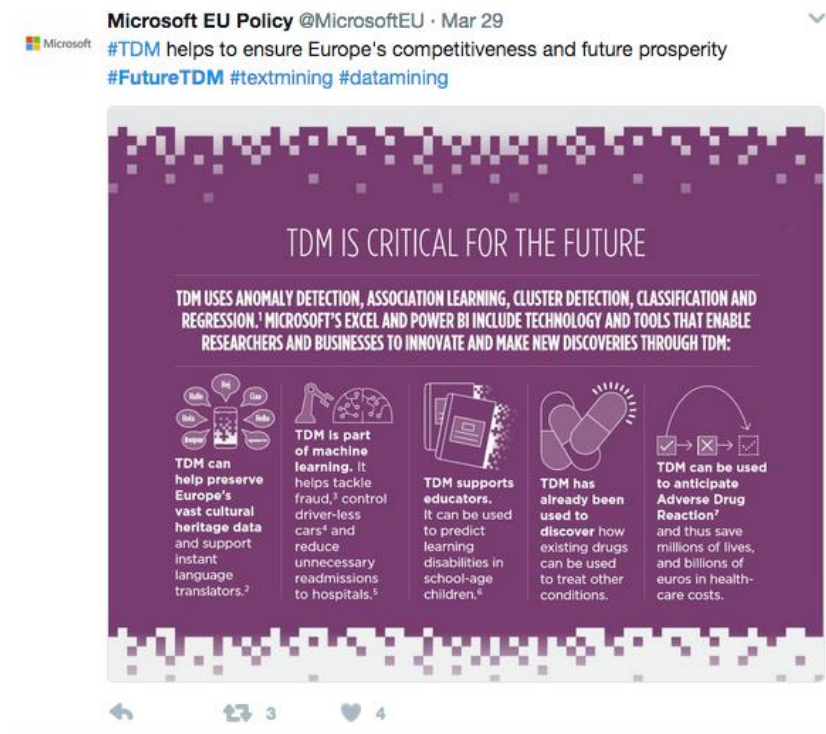 Microsoft EU Policy @MicrosoftEU · Mar 29
Microsoft
#TDM helps to ensure Europe's competitiveness and future prosperity
#FutureTDM #textmining #datamining
TDM IS CRITICAL FOR THE FUTURE
TDM USES ANOMALY DETECTION, ASSOCIATION LEARNING, CLUSTER DETECTION, CLASSIFICATION AND
REGRESSION.¹ MICROSOFT'S EXCEL AND POWER BI INCLUDE TECHNOLOGY AND TOOLS THAT ENABLE
RESEARCHERS AND BUSINESSES TO INNOVATE AND MAKE NEW DISCOVERIES THROUGH TDM:
Hej
Hallo
Ciao
Hola
Hello
Bonjour
TDM can
help preserve
Europe's
vast cultural
heritage data
and support
instant
language
translators.²
TDM is part
of machine
learning. It
helps tackle
fraud,³ control
driver-less
cars⁴ and
reduce
unnecessary
readmissions
to hospitals.⁵
TDM supports
educators.
It can be used
to predict
learning
disabilities in
school-age
children.⁶
TDM has
already been
used to
discover how
existing drugs
can be used
to treat other
conditions.
TDM can be used
to anticipate
Adverse Drug
Reaction⁷
and thus save
millions of lives,
and billions of
euros in health-
care costs.
3
4